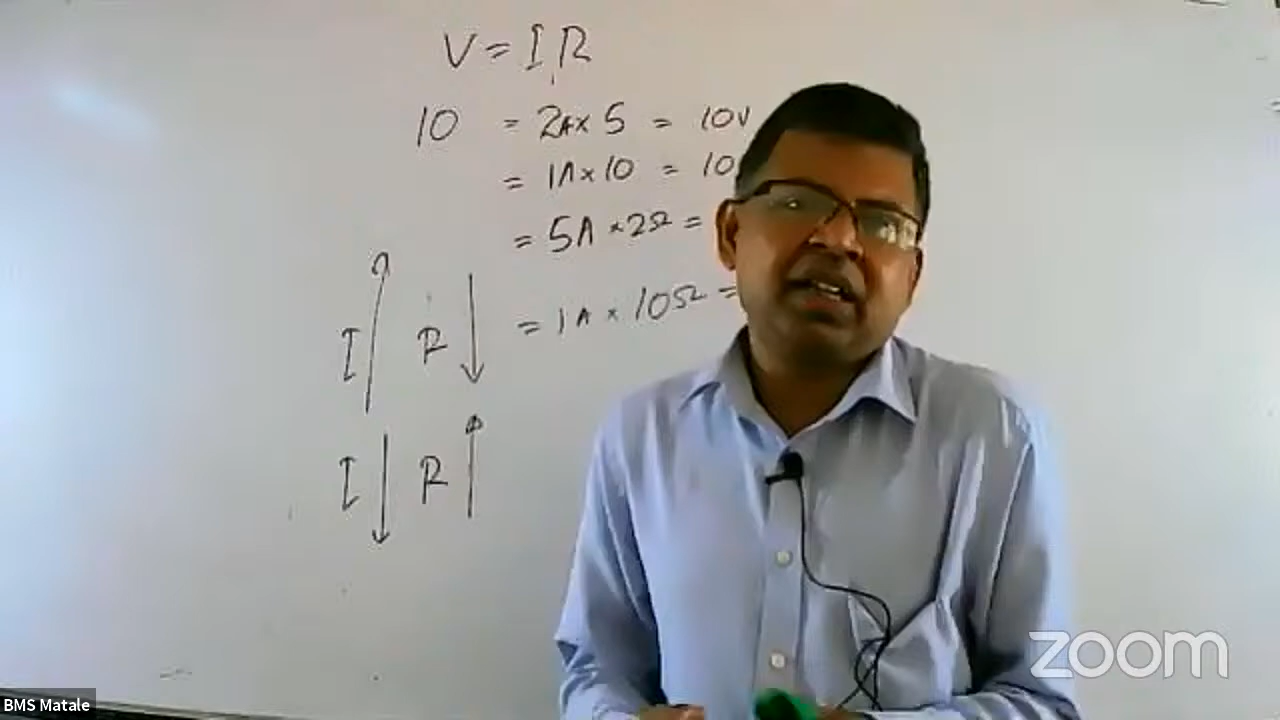 V = IR
10 = 2A x 5 = 10V
= 1A x 10 = 10
= 5A x 2Ω =
= 1A x 10Ω =
I R
I R
BMS Matale
zoom